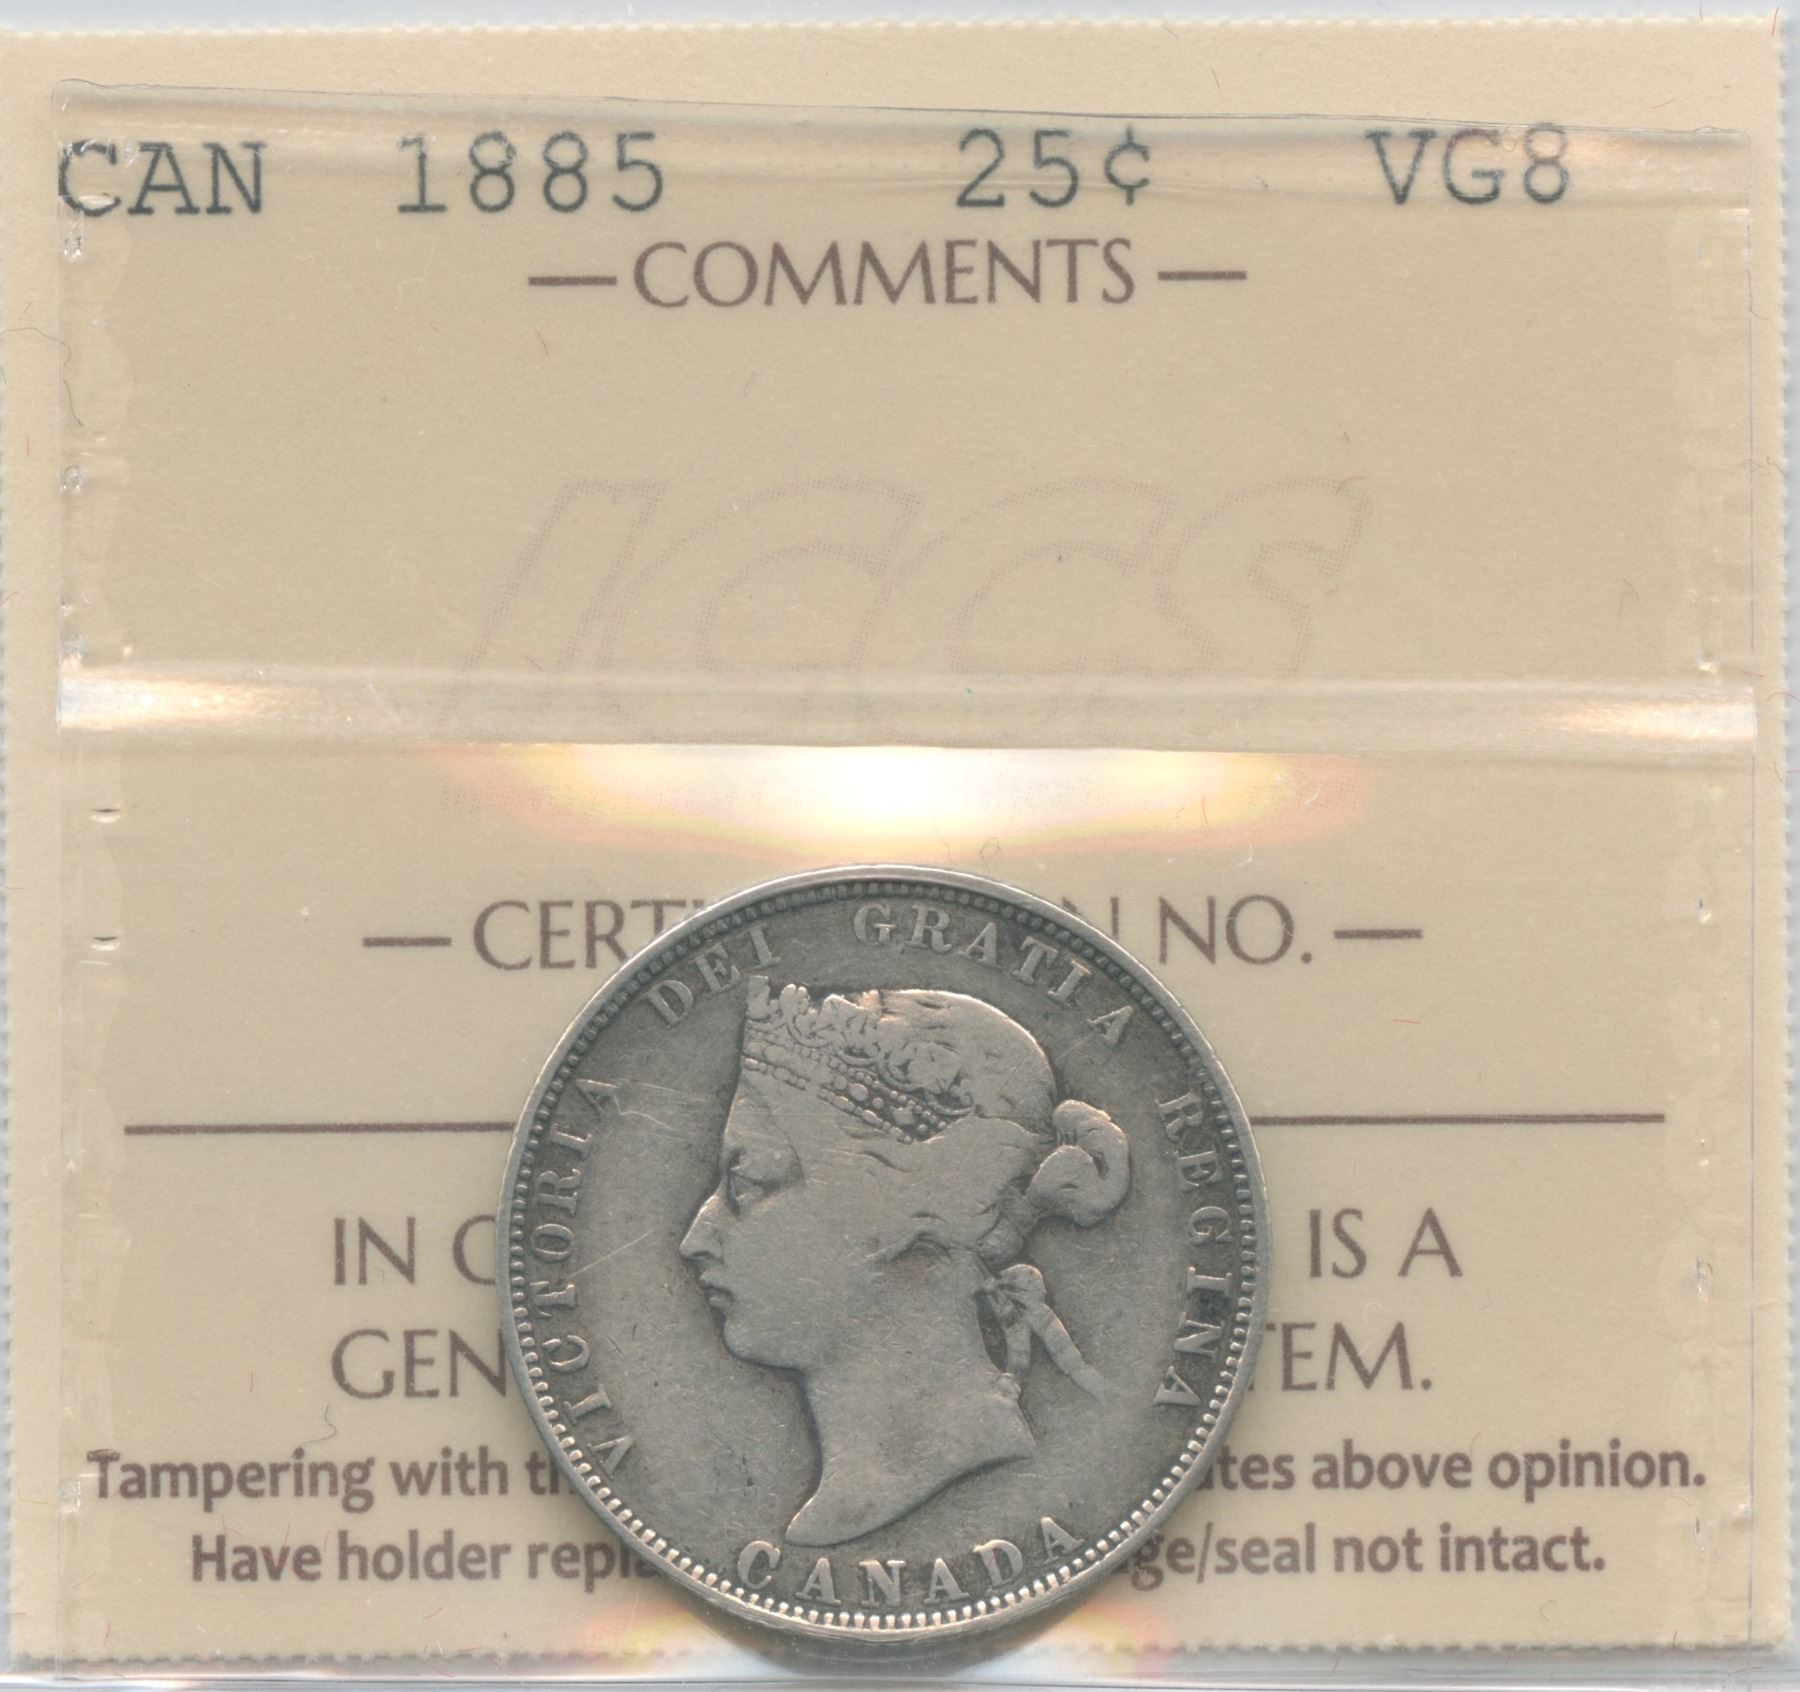 CAN 1885 25¢ VG8
— COMMENTS —
ICCS
— CERT N NO. —
DEI GRATIA
VICTORIA REGINA
CANADA
IN C IS A
GEN TEM.
Tampering with th tes above opinion.
Have holder repla ge/seal not intact.